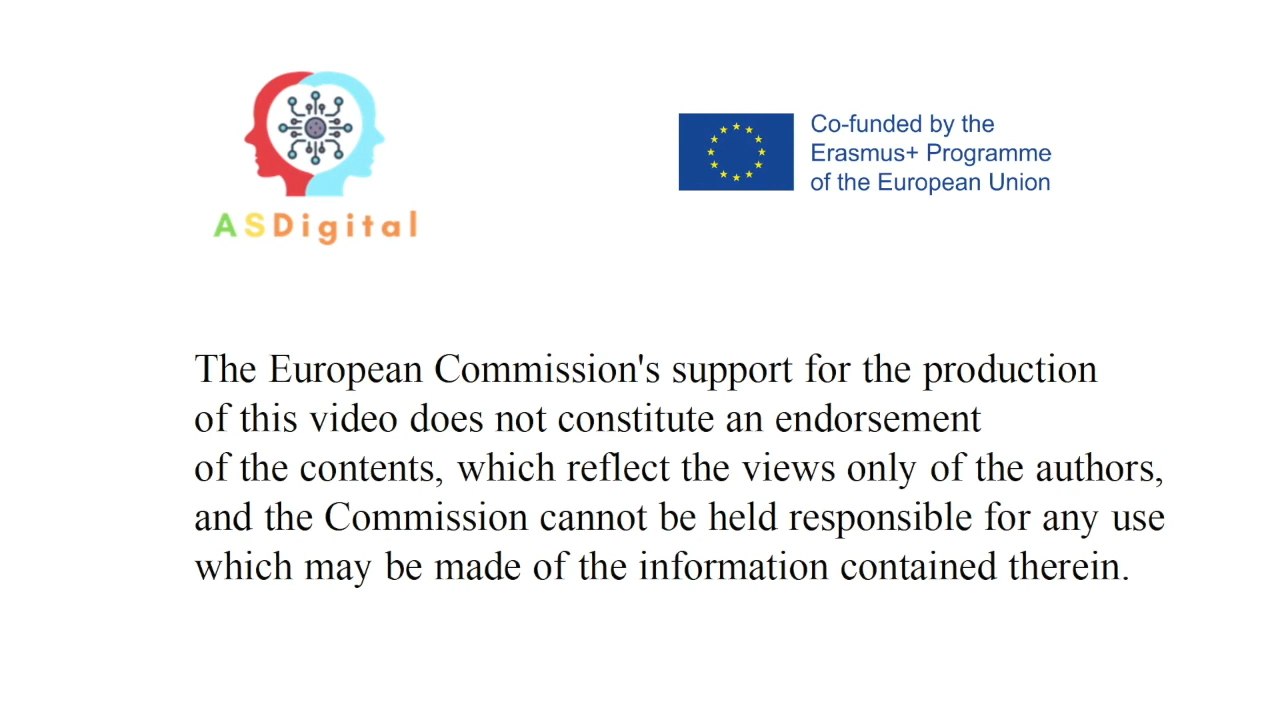 ASDigital
Co-funded by the
Erasmus+ Programme
of the European Union
The European Commission's support for the production
of this video does not constitute an endorsement
of the contents, which reflect the views only of the authors,
and the Commission cannot be held responsible for any use
which may be made of the information contained therein.